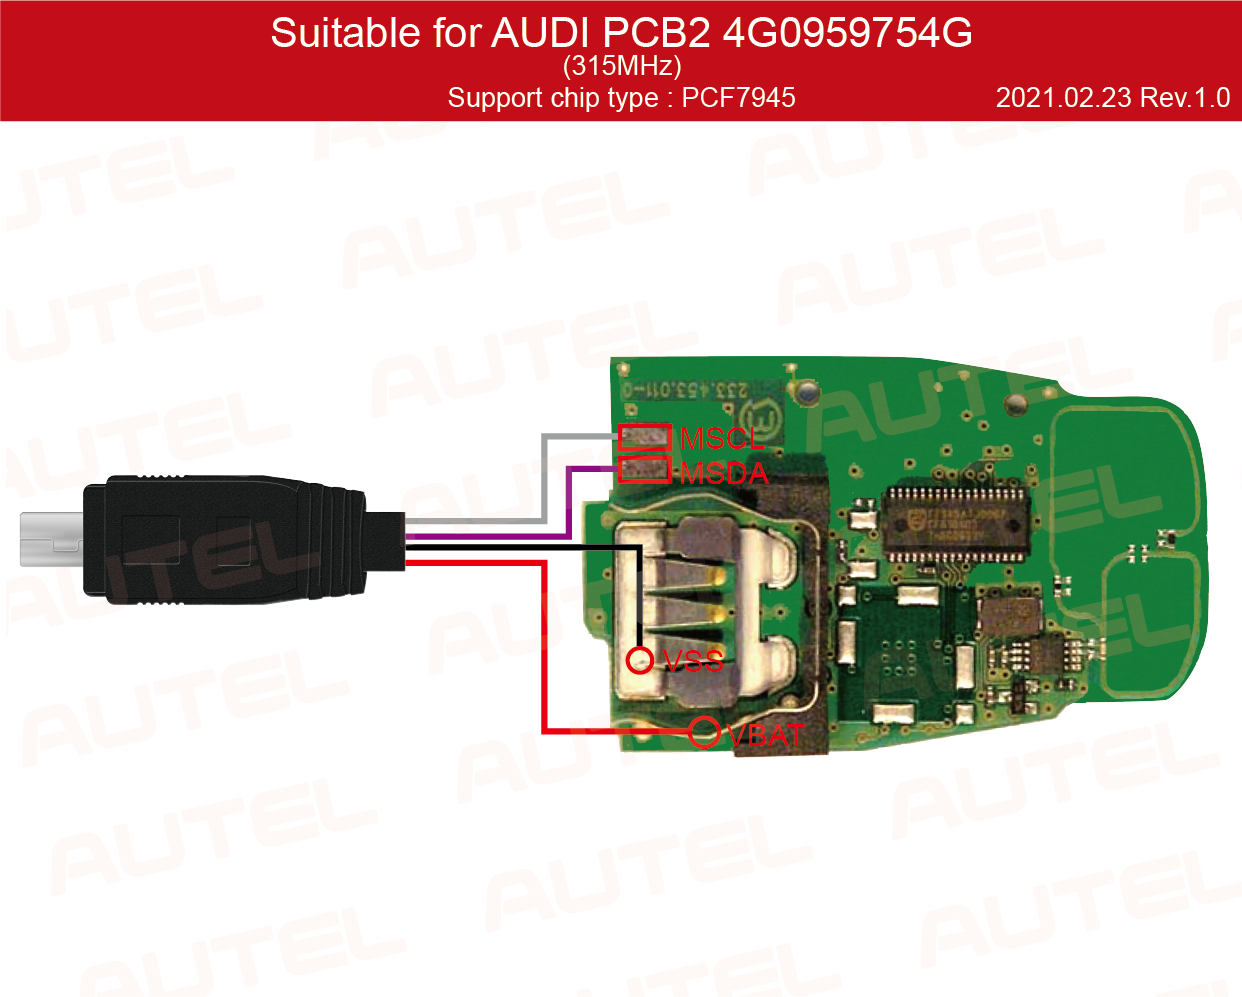 Suitable for AUDI PCB2 4G0959754G
(315MHz)
Support chip type : PCF7945
2021.02.23 Rev.1.0
AUTEL
233.453.011-0
MSCL
MSDA
VSS
VBAT